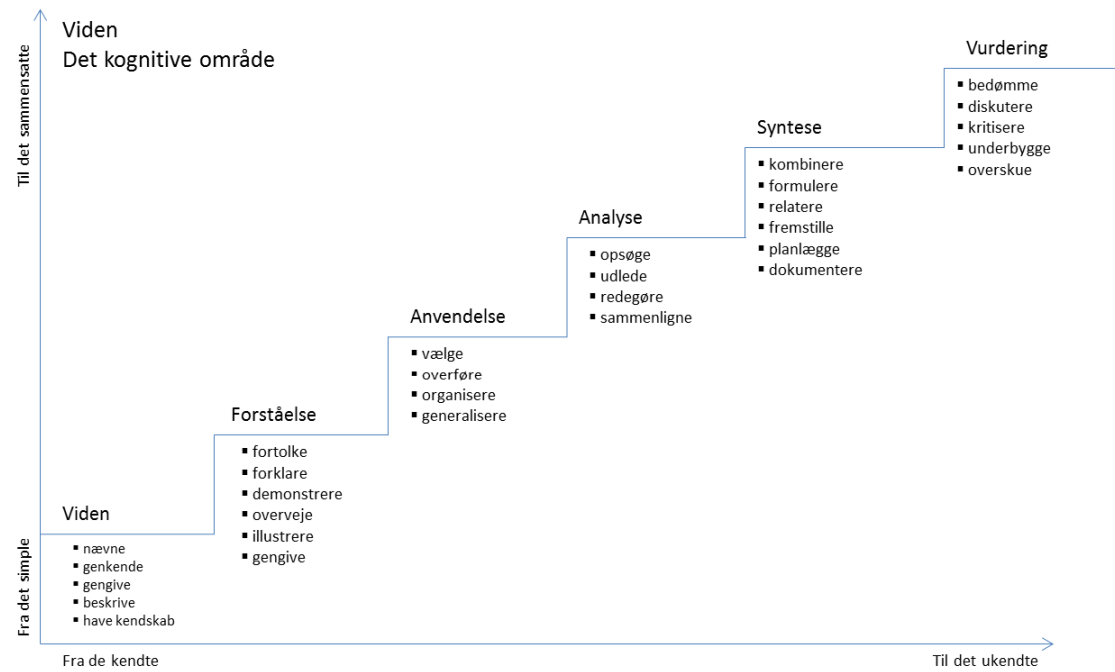 Viden
Det kognitive område
Til det sammensatte
Fra det simple
Viden
▪ nævne
▪ genkende
▪ gengive
▪ beskrive
▪ have kendskab
Forståelse
▪ fortolke
▪ forklare
▪ demonstrere
▪ overveje
▪ illustrere
▪ gengive
Anvendelse
▪ vælge
▪ overføre
▪ organisere
▪ generalisere
Analyse
▪ opsøge
▪ udlede
▪ redegøre
▪ sammenligne
Syntese
▪ kombinere
▪ formulere
▪ relatere
▪ fremstille
▪ planlægge
▪ dokumentere
Vurdering
▪ bedømme
▪ diskutere
▪ kritisere
▪ underbygge
▪ overskue
Fra de kendte
Til det ukendte